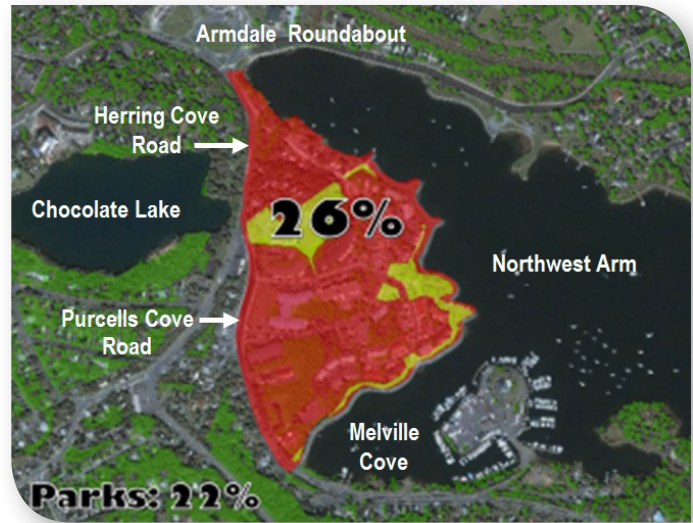 Armdale Roundabout
Herring Cove
Road
Chocolate Lake
26%
Northwest Arm
Purcells Cove
Road
Melville
Cove
Parks: 22%